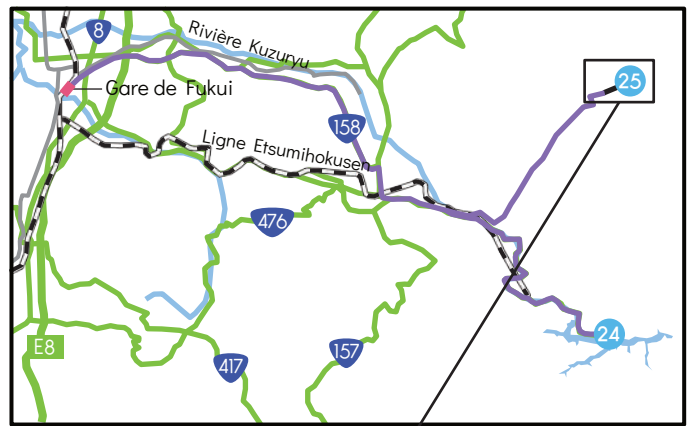 8
Rivière Kuzuryu
25
Gare de Fukui
158
Ligne Etsumihokusen
476
24
E8
157
417